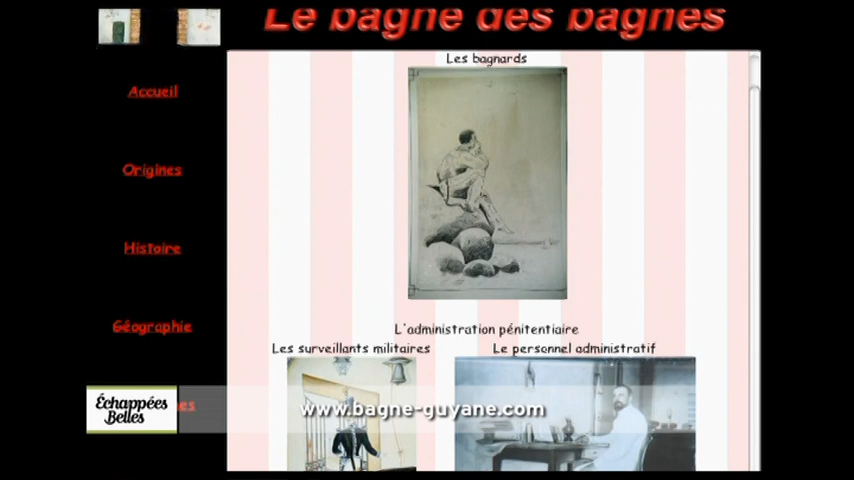 Le bagne des bagnes
Les bagnards
Accueil
Origines
Histoire
Géographie
L'administration pénitentiaire
Les surveillants militaires
Le personnel administratif
Échappées
Belles
www.bagne-guyane.com